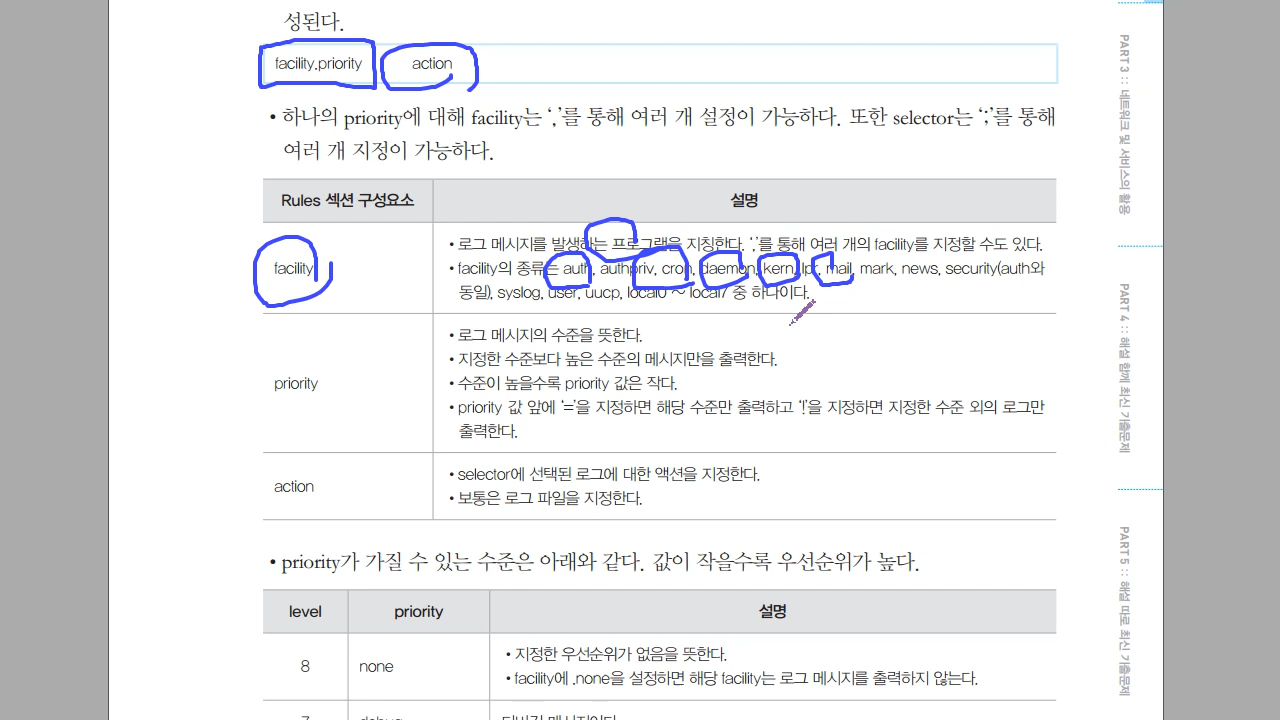 성된다.
facility.priority action
• 하나의 priority에 대해 facility는 ','를 통해 여러 개 설정이 가능하다. 또한 selector는 ';'를 통해
여러 개 지정이 가능하다.
Rules 섹션 구성요소 설명
facility
• 로그 메시지를 발생하는 프로그램을 지정한다. ','를 통해 여러 개의 facility를 지정할 수도 있다.
• facility의 종류는 auth, authpriv, cron, daemon, kern, lpr, mail, mark, news, security(auth와
동일), syslog, user, uucp, local0 ~ local7 중 하나이다.
priority
• 로그 메시지의 수준을 뜻한다.
• 지정한 수준보다 높은 수준의 메시지를 출력한다.
• 수준이 높을수록 priority 값은 작다.
• priority 값 앞에 '='을 지정하면 해당 수준만 출력하고 '!'을 지정하면 지정한 수준 외의 로그만
출력한다.
action
• selector에 선택된 로그에 대한 액션을 지정한다.
• 보통은 로그 파일을 지정한다.
• priority가 가질 수 있는 수준은 아래와 같다. 값이 작을수록 우선순위가 높다.
level priority 설명
8 none
지정한 우선순위가 없음을
facility에 설정하면 해당 facility는 로그 메시지를 출력하지 않는다.
PART 3 :: 네트워크 및 서비스의 활용
PART 4 :: 해설 함께 최신 기출문제
PART 5 :: 해설 따로 최신 기출문제